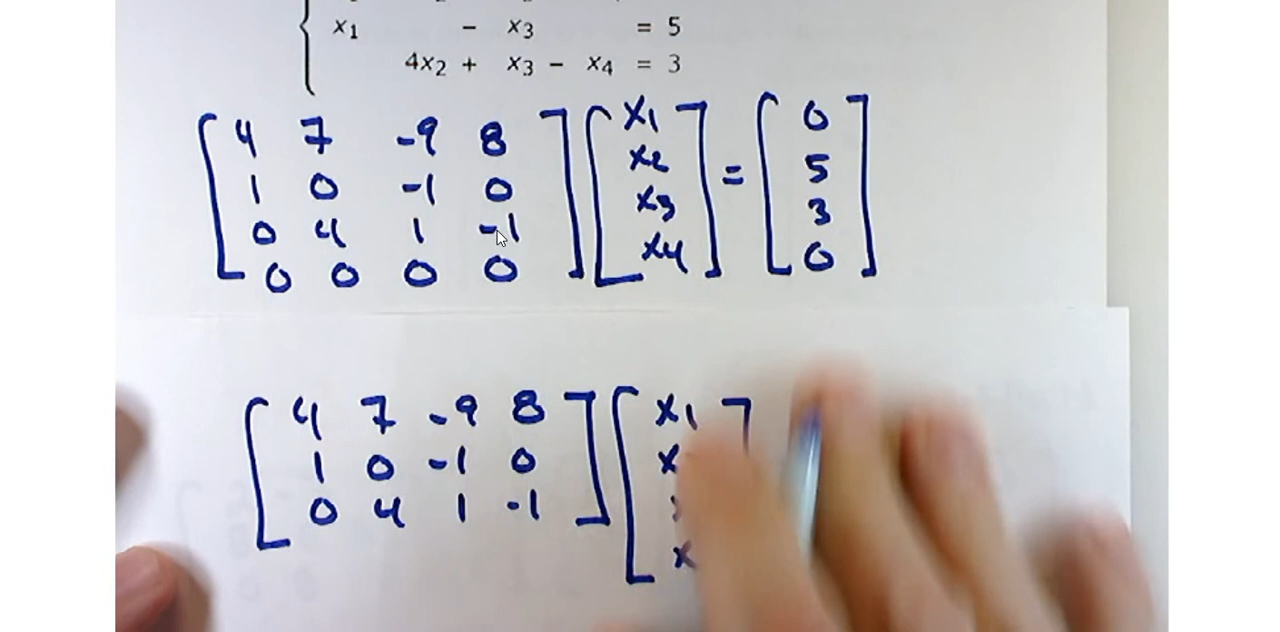 x1 - x3 = 5
4x2 + x3 - x4 = 3
[4 7 -9 8] [x1] = [0]
[1 0 -1 0] [x2] [5]
[0 4 1 -1] [x3] [3]
[0 0 0 0] [x4] [0]
[4 7 -9 8] [x1]
[1 0 -1 0] [x
[0 4 1 -1]
[x